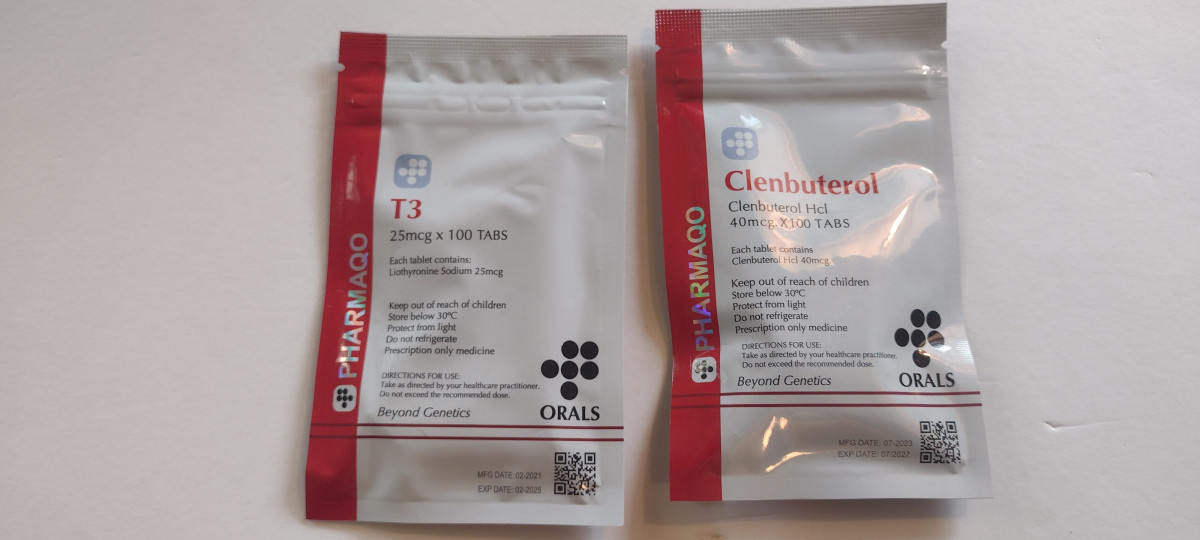 PHARMAQO
T3
25mcg x 100 TABS
Each tablet contains:
Liothyronine Sodium 25mcg
Keep out of reach of children
Store below 30ºC
Protect from light
Do not refrigerate
Prescription only medicine
DIRECTIONS FOR USE:
Take as directed by your healthcare practitioner.
Do not exceed the recommended dose.
Beyond Genetics
ORALS
MFG DATE: 02-2021
EXP DATE: 02-2025
PHARMAQO
Clenbuterol
Clenbuterol Hcl
40mcg X100 TABS
Each tablet contains
Clenbuterol Hcl 40mcg
Keep out of reach of children
Store below 30ºC
Protect from light
Do not refrigerate
Prescription only medicine
DIRECTIONS FOR USE:
Take as directed by your healthcare practitioner.
Do not exceed the recommended dose.
Beyond Genetics
ORALS
MFG DATE: 07-2023
EXP DATE: 07/2027